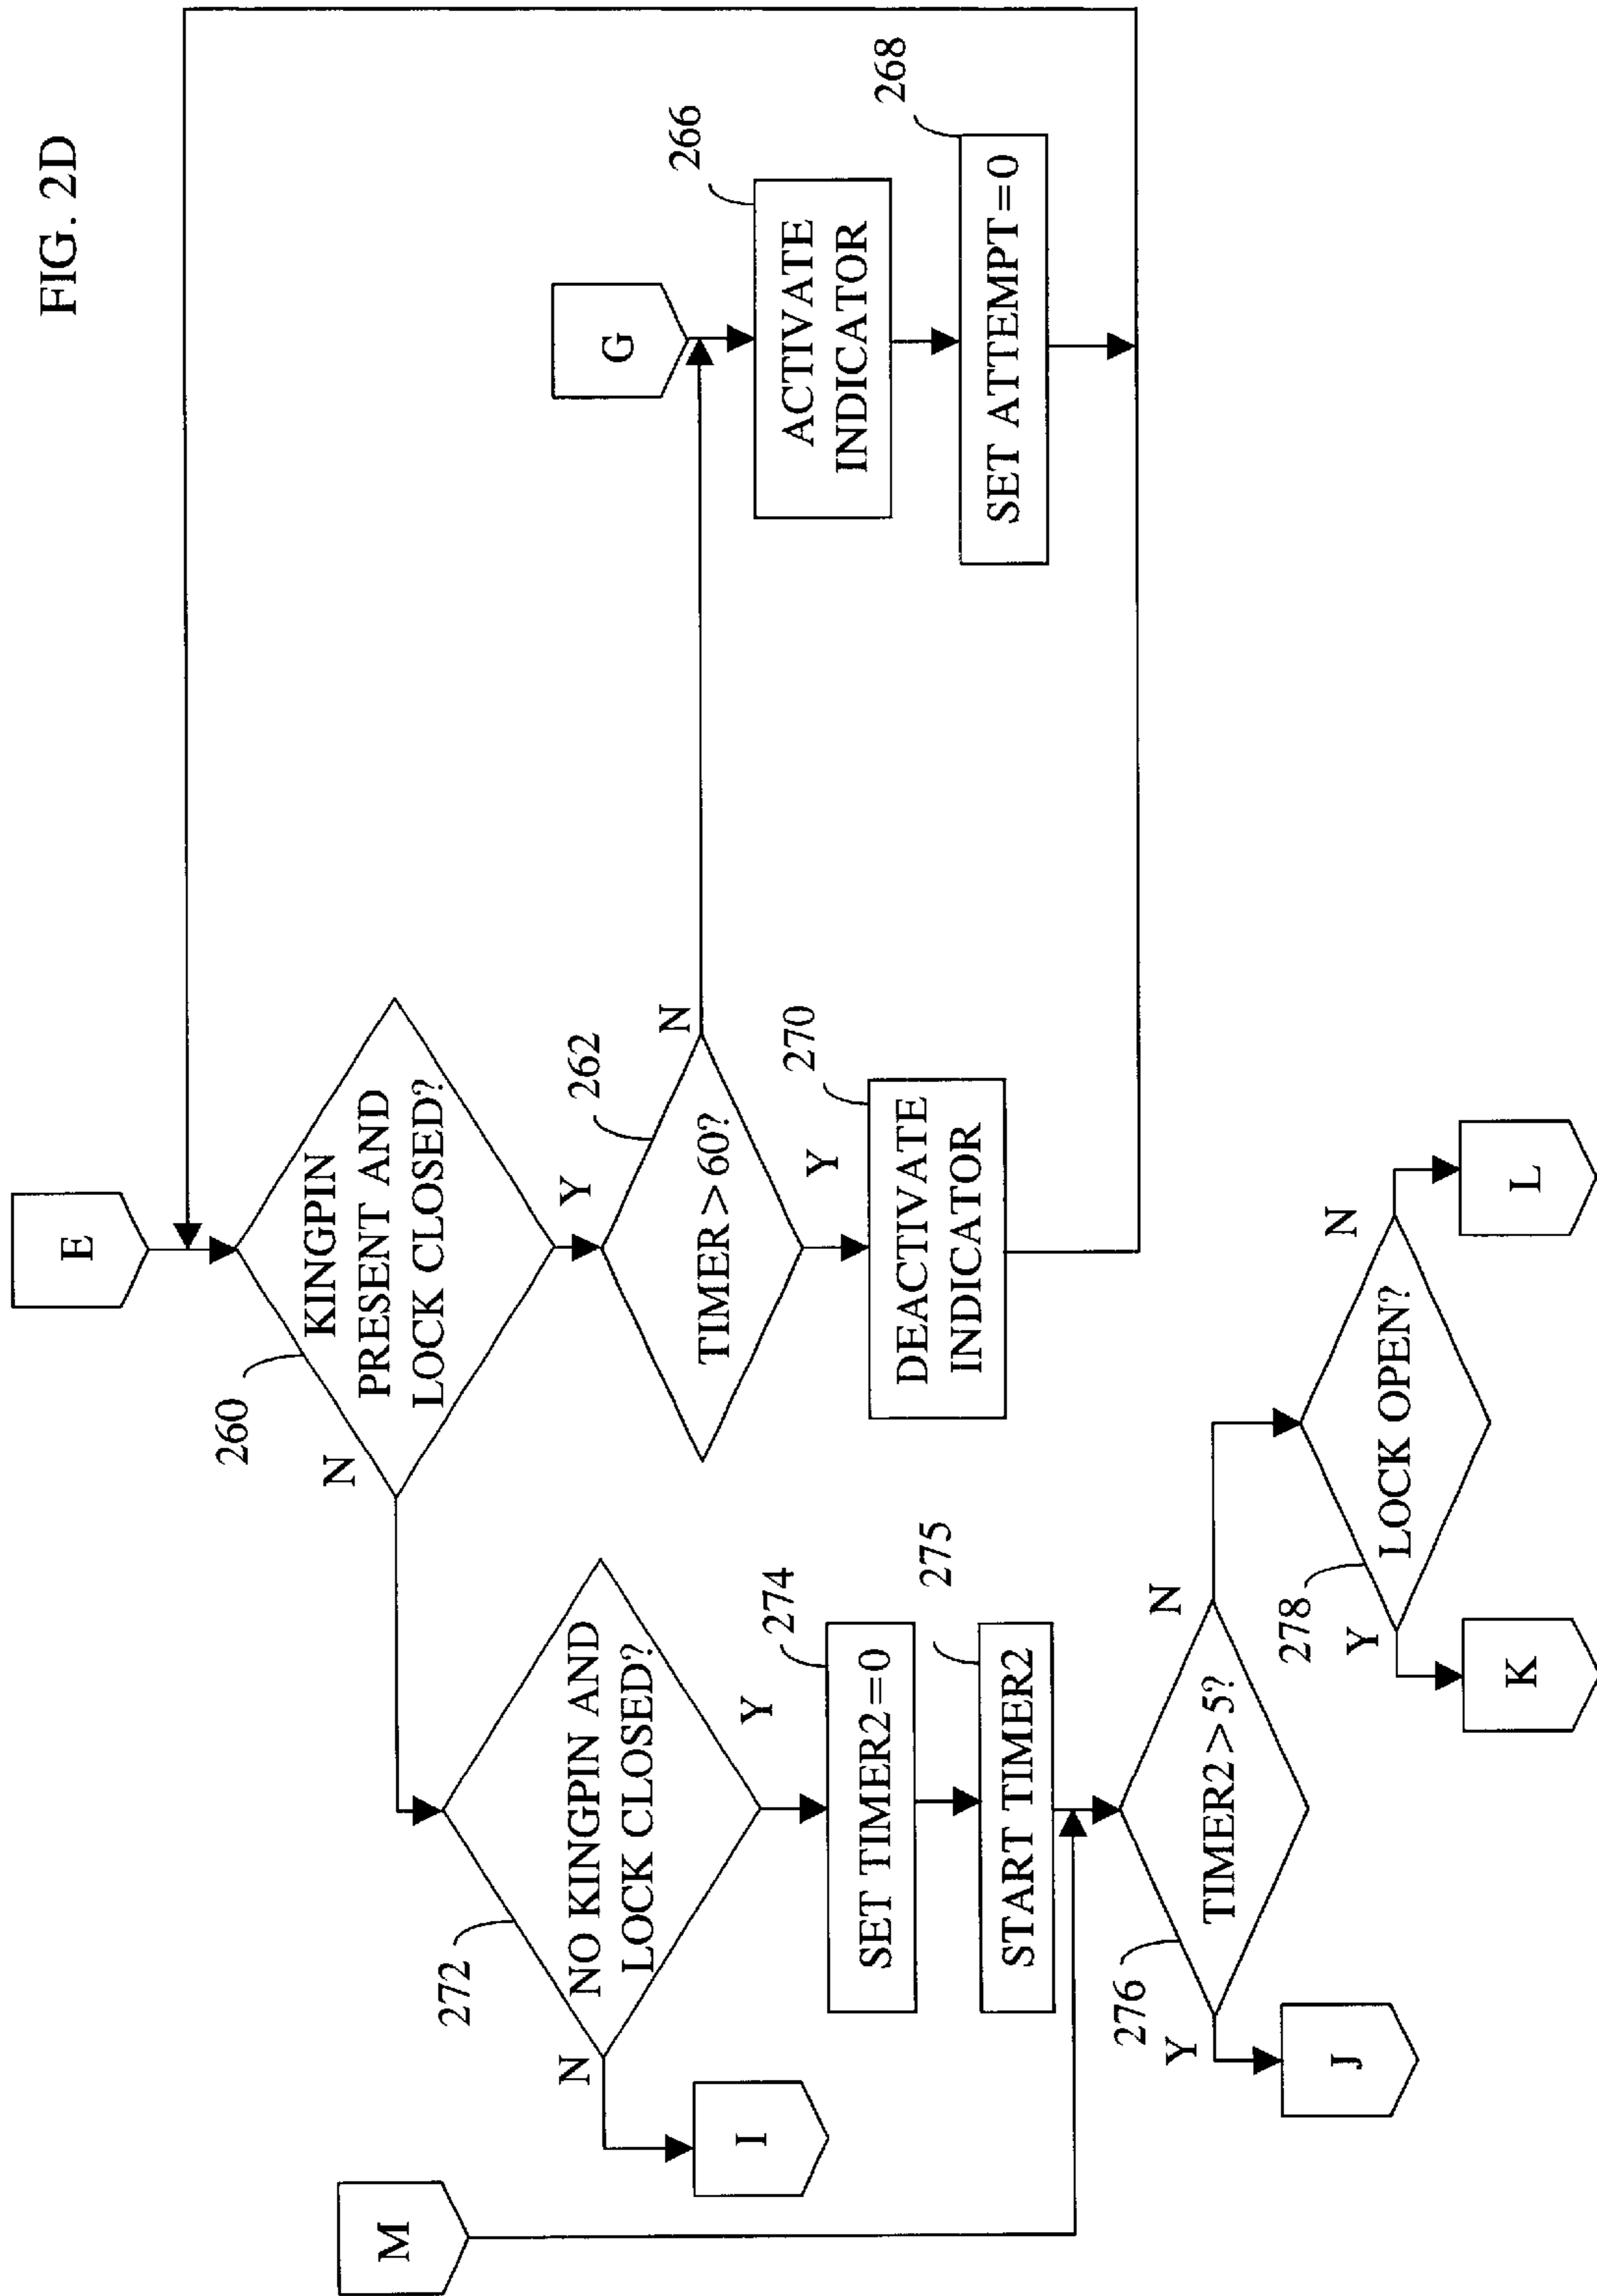 FIG. 2D
E
260
KINGPIN
PRESENT AND
LOCK CLOSED?
N
Y
262
TIMER > 60?
N
Y
G
266
ACTIVATE
INDICATOR
268
SET ATTEMPT=0
270
DEACTIVATE
INDICATOR
272
NO KINGPIN AND
LOCK CLOSED?
N
Y
I
M
274
SET TIMER2=0
275
START TIMER2
276
TIMER2 > 5?
Y
N
J
278
LOCK OPEN?
Y
N
K
L